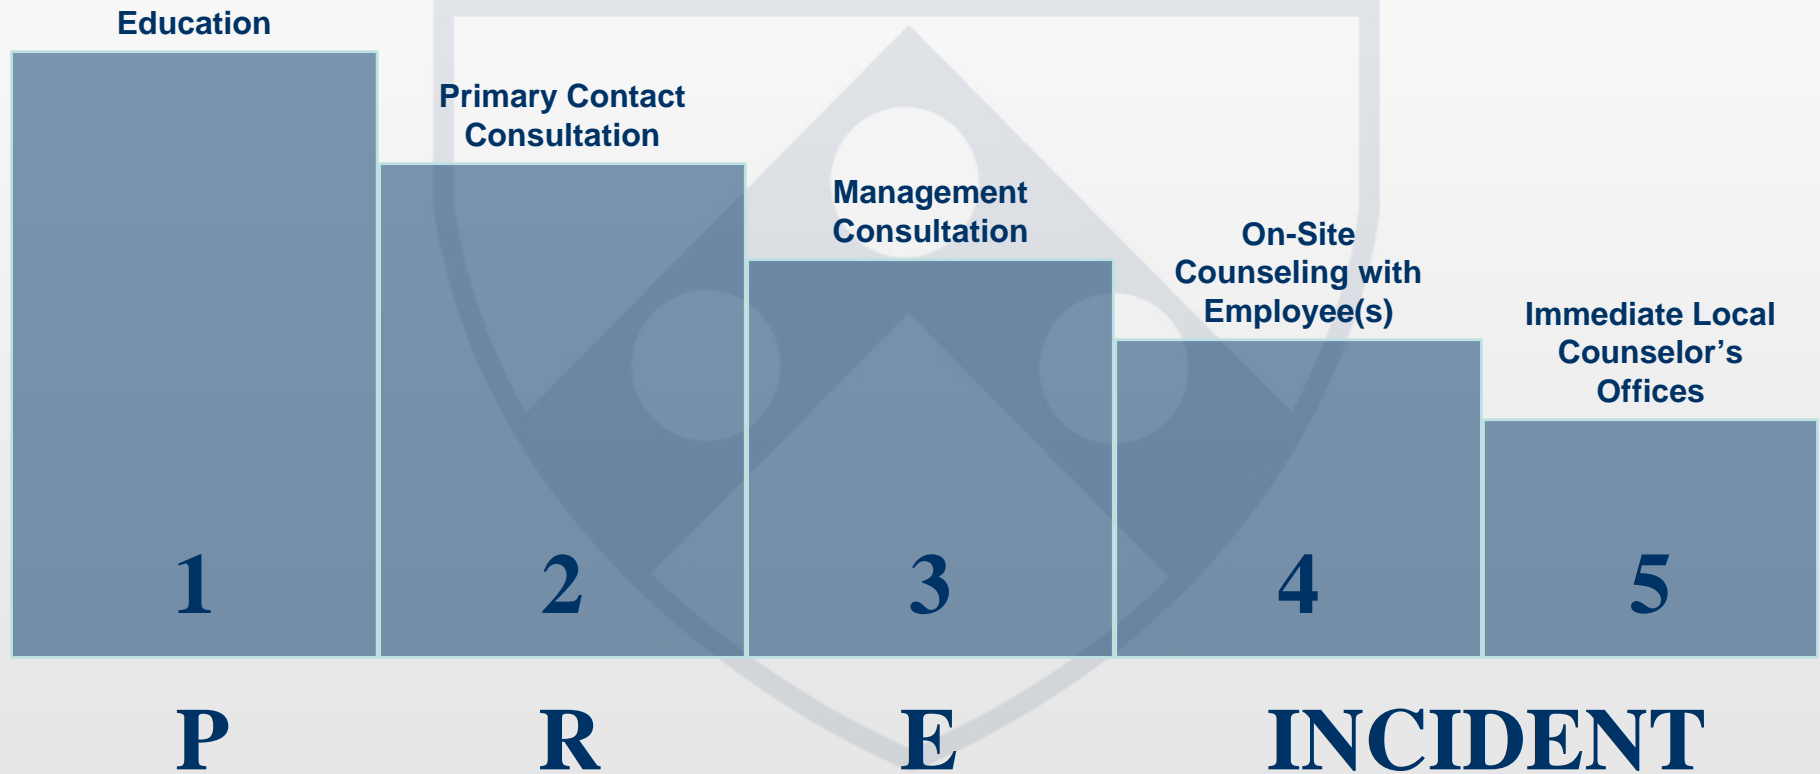 Education
Primary Contact
Consultation
Management
Consultation
On-Site
Counseling with
Employee(s)
Immediate Local
Counselor’s
Offices
1 2 3 4 5
P R E INCIDENT